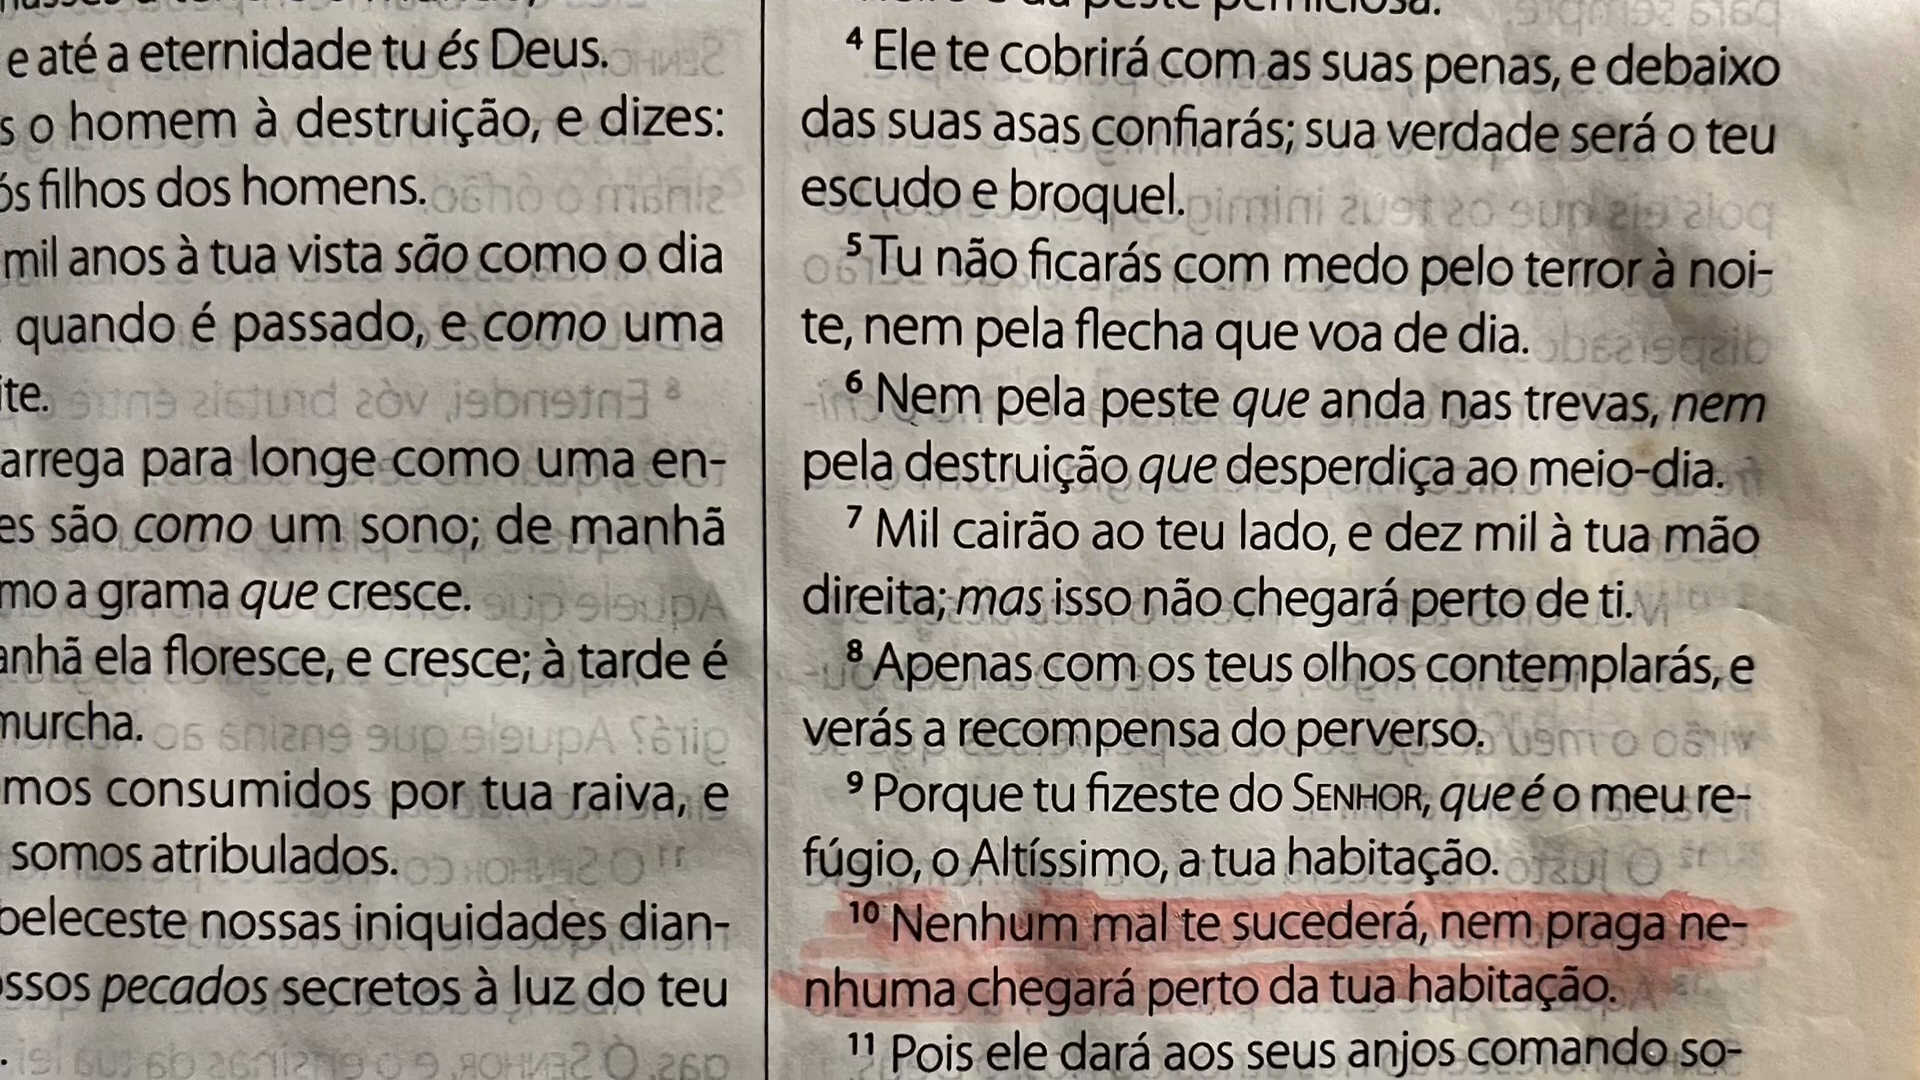 e até a eternidade tu és Deus.
s o homem à destruição, e dizes:
ós filhos dos homens.
mil anos à tua vista são como o dia
quando é passado, e como uma
ite.
arrega para longe como uma en-
es são como um sono; de manhã
mo a grama que cresce.
anhã ela floresce, e cresce; à tarde é
murcha.
mos consumidos por tua raiva, e
somos atribulados.
beleceste nossas iniquidades dian-
ossos pecados secretos à luz do teu
.
da peste perniciosa.
4 Ele te cobrirá com as suas penas, e debaixo
das suas asas confiarás; sua verdade será o teu
escudo e broquel.
5 Tu não ficarás com medo pelo terror à noi-
te, nem pela flecha que voa de dia.
6 Nem pela peste que anda nas trevas, nem
pela destruição que desperdiça ao meio-dia.
7 Mil cairão ao teu lado, e dez mil à tua mão
direita; mas isso não chegará perto de ti.
8 Apenas com os teus olhos contemplarás, e
verás a recompensa do perverso.
9 Porque tu fizeste do SENHOR, que é o meu re-
fúgio, o Altíssimo, a tua habitação.
10 Nenhum mal te sucederá, nem praga ne-
nhuma chegará perto da tua habitação.
11 Pois ele dará aos seus anjos comando so-